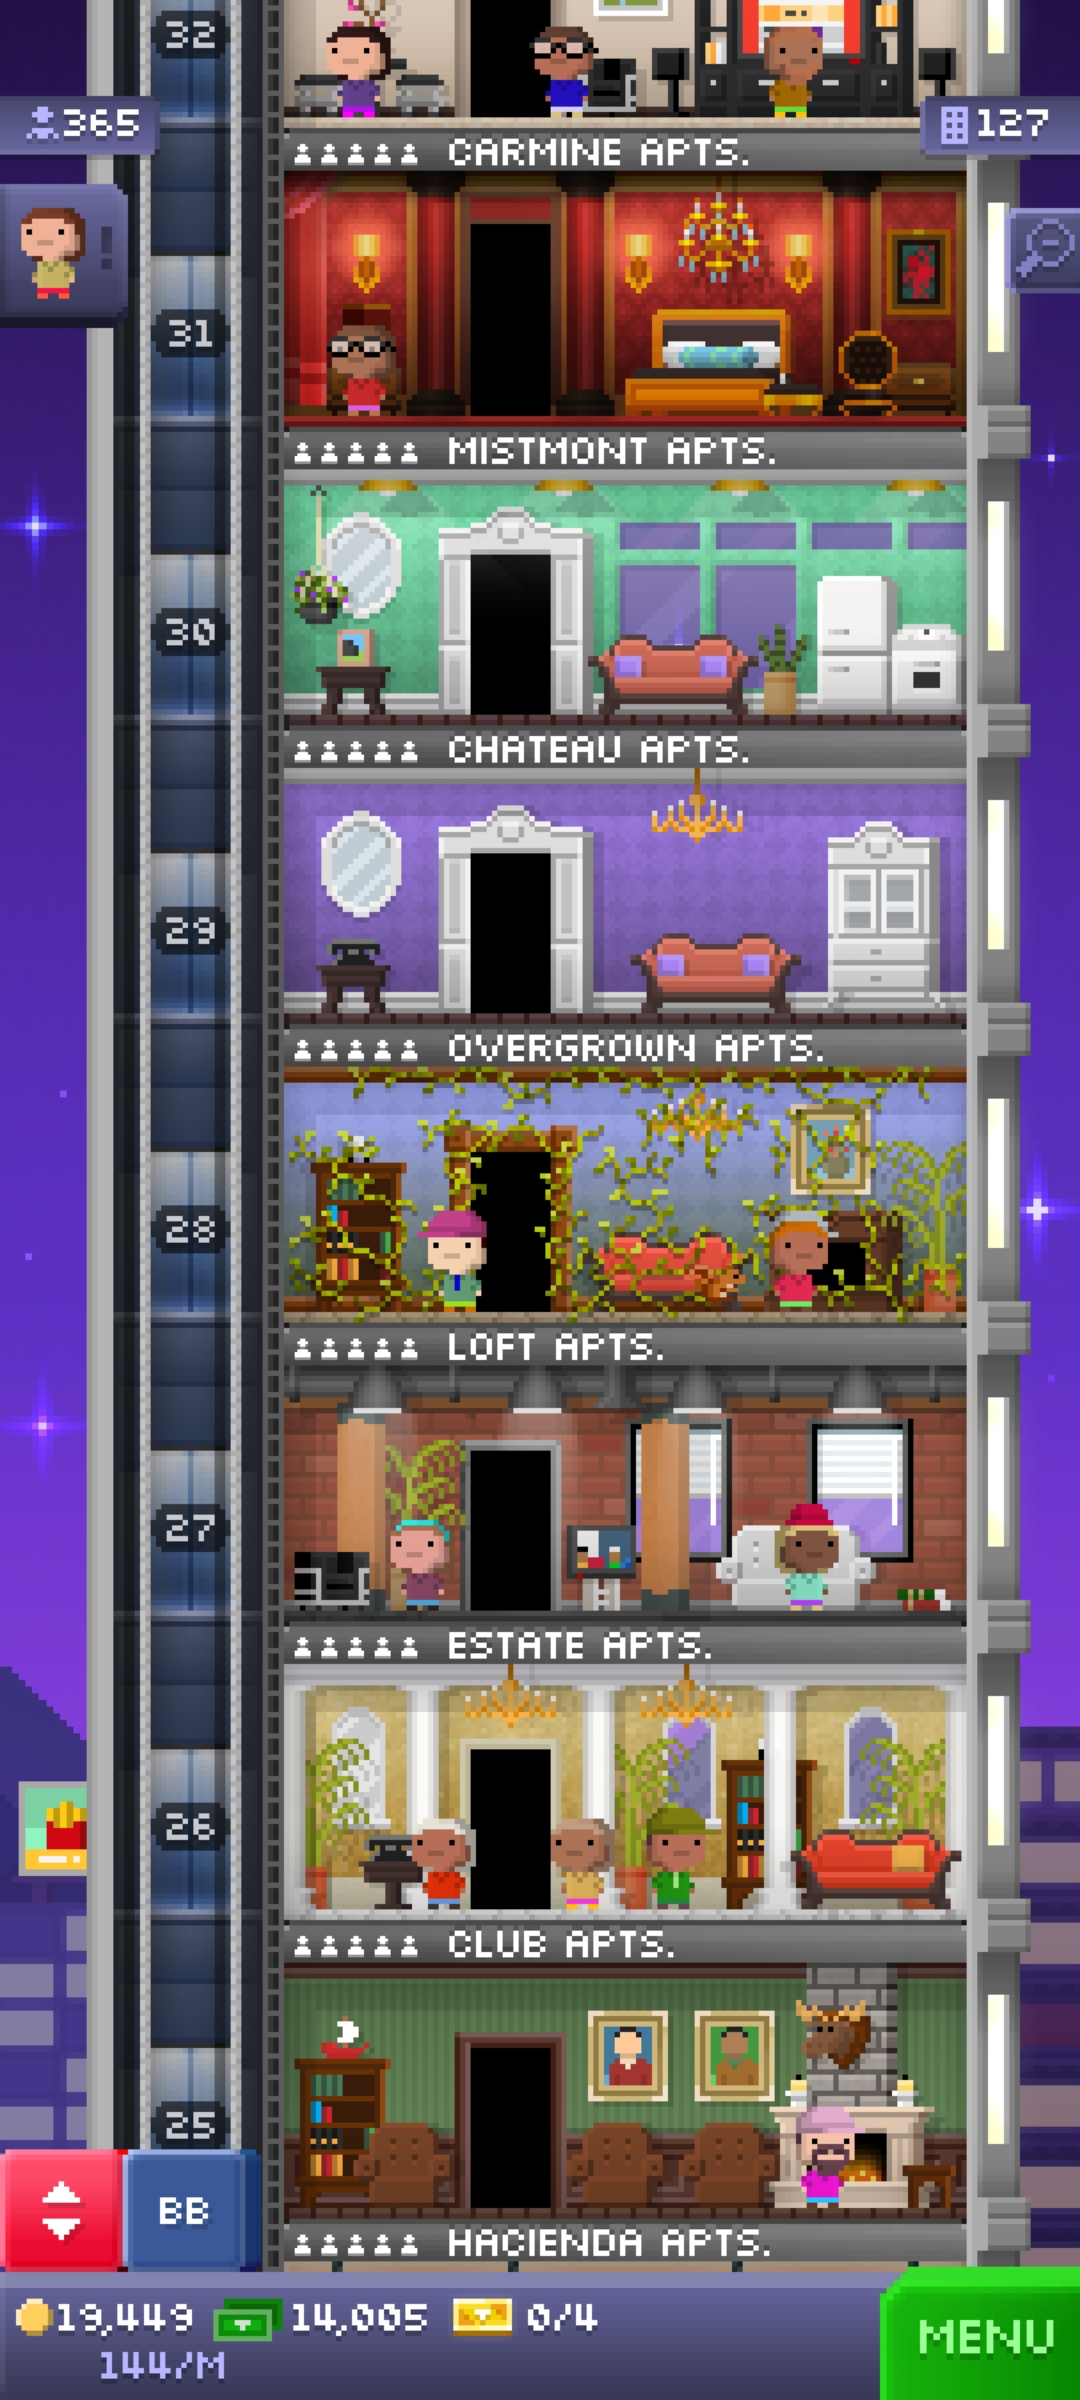 32
365
127
CARMINE APTS.
!
31
MISTMONT APTS.
30
CHATEAU APTS.
29
OVERGROWN APTS.
28
LOFT APTS.
27
ESTATE APTS.
26
CLUB APTS.
25
BB
HACIENDA APTS.
19,449 14,005 0/4
144/M
MENU